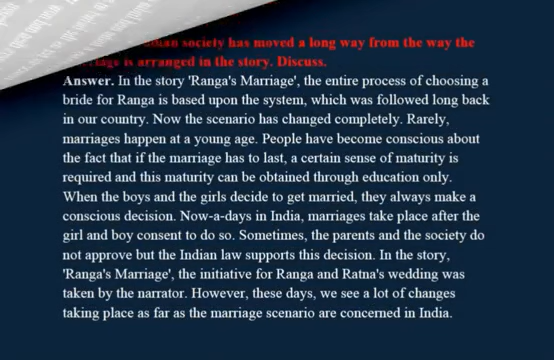 society has moved a long way from the way the
is arranged in the story. Discuss.
Answer. In the story 'Ranga's Marriage', the entire process of choosing a
bride for Ranga is based upon the system, which was followed long back
in our country. Now the scenario has changed completely. Rarely,
marriages happen at a young age. People have become conscious about
the fact that if the marriage has to last, a certain sense of maturity is
required and this maturity can be obtained through education only.
When the boys and the girls decide to get married, they always make a
conscious decision. Now-a-days in India, marriages take place after the
girl and boy consent to do so. Sometimes, the parents and the society do
not approve but the Indian law supports this decision. In the story,
'Ranga's Marriage', the initiative for Ranga and Ratna's wedding was
taken by the narrator. However, these days, we see a lot of changes
taking place as far as the marriage scenario are concerned in India.